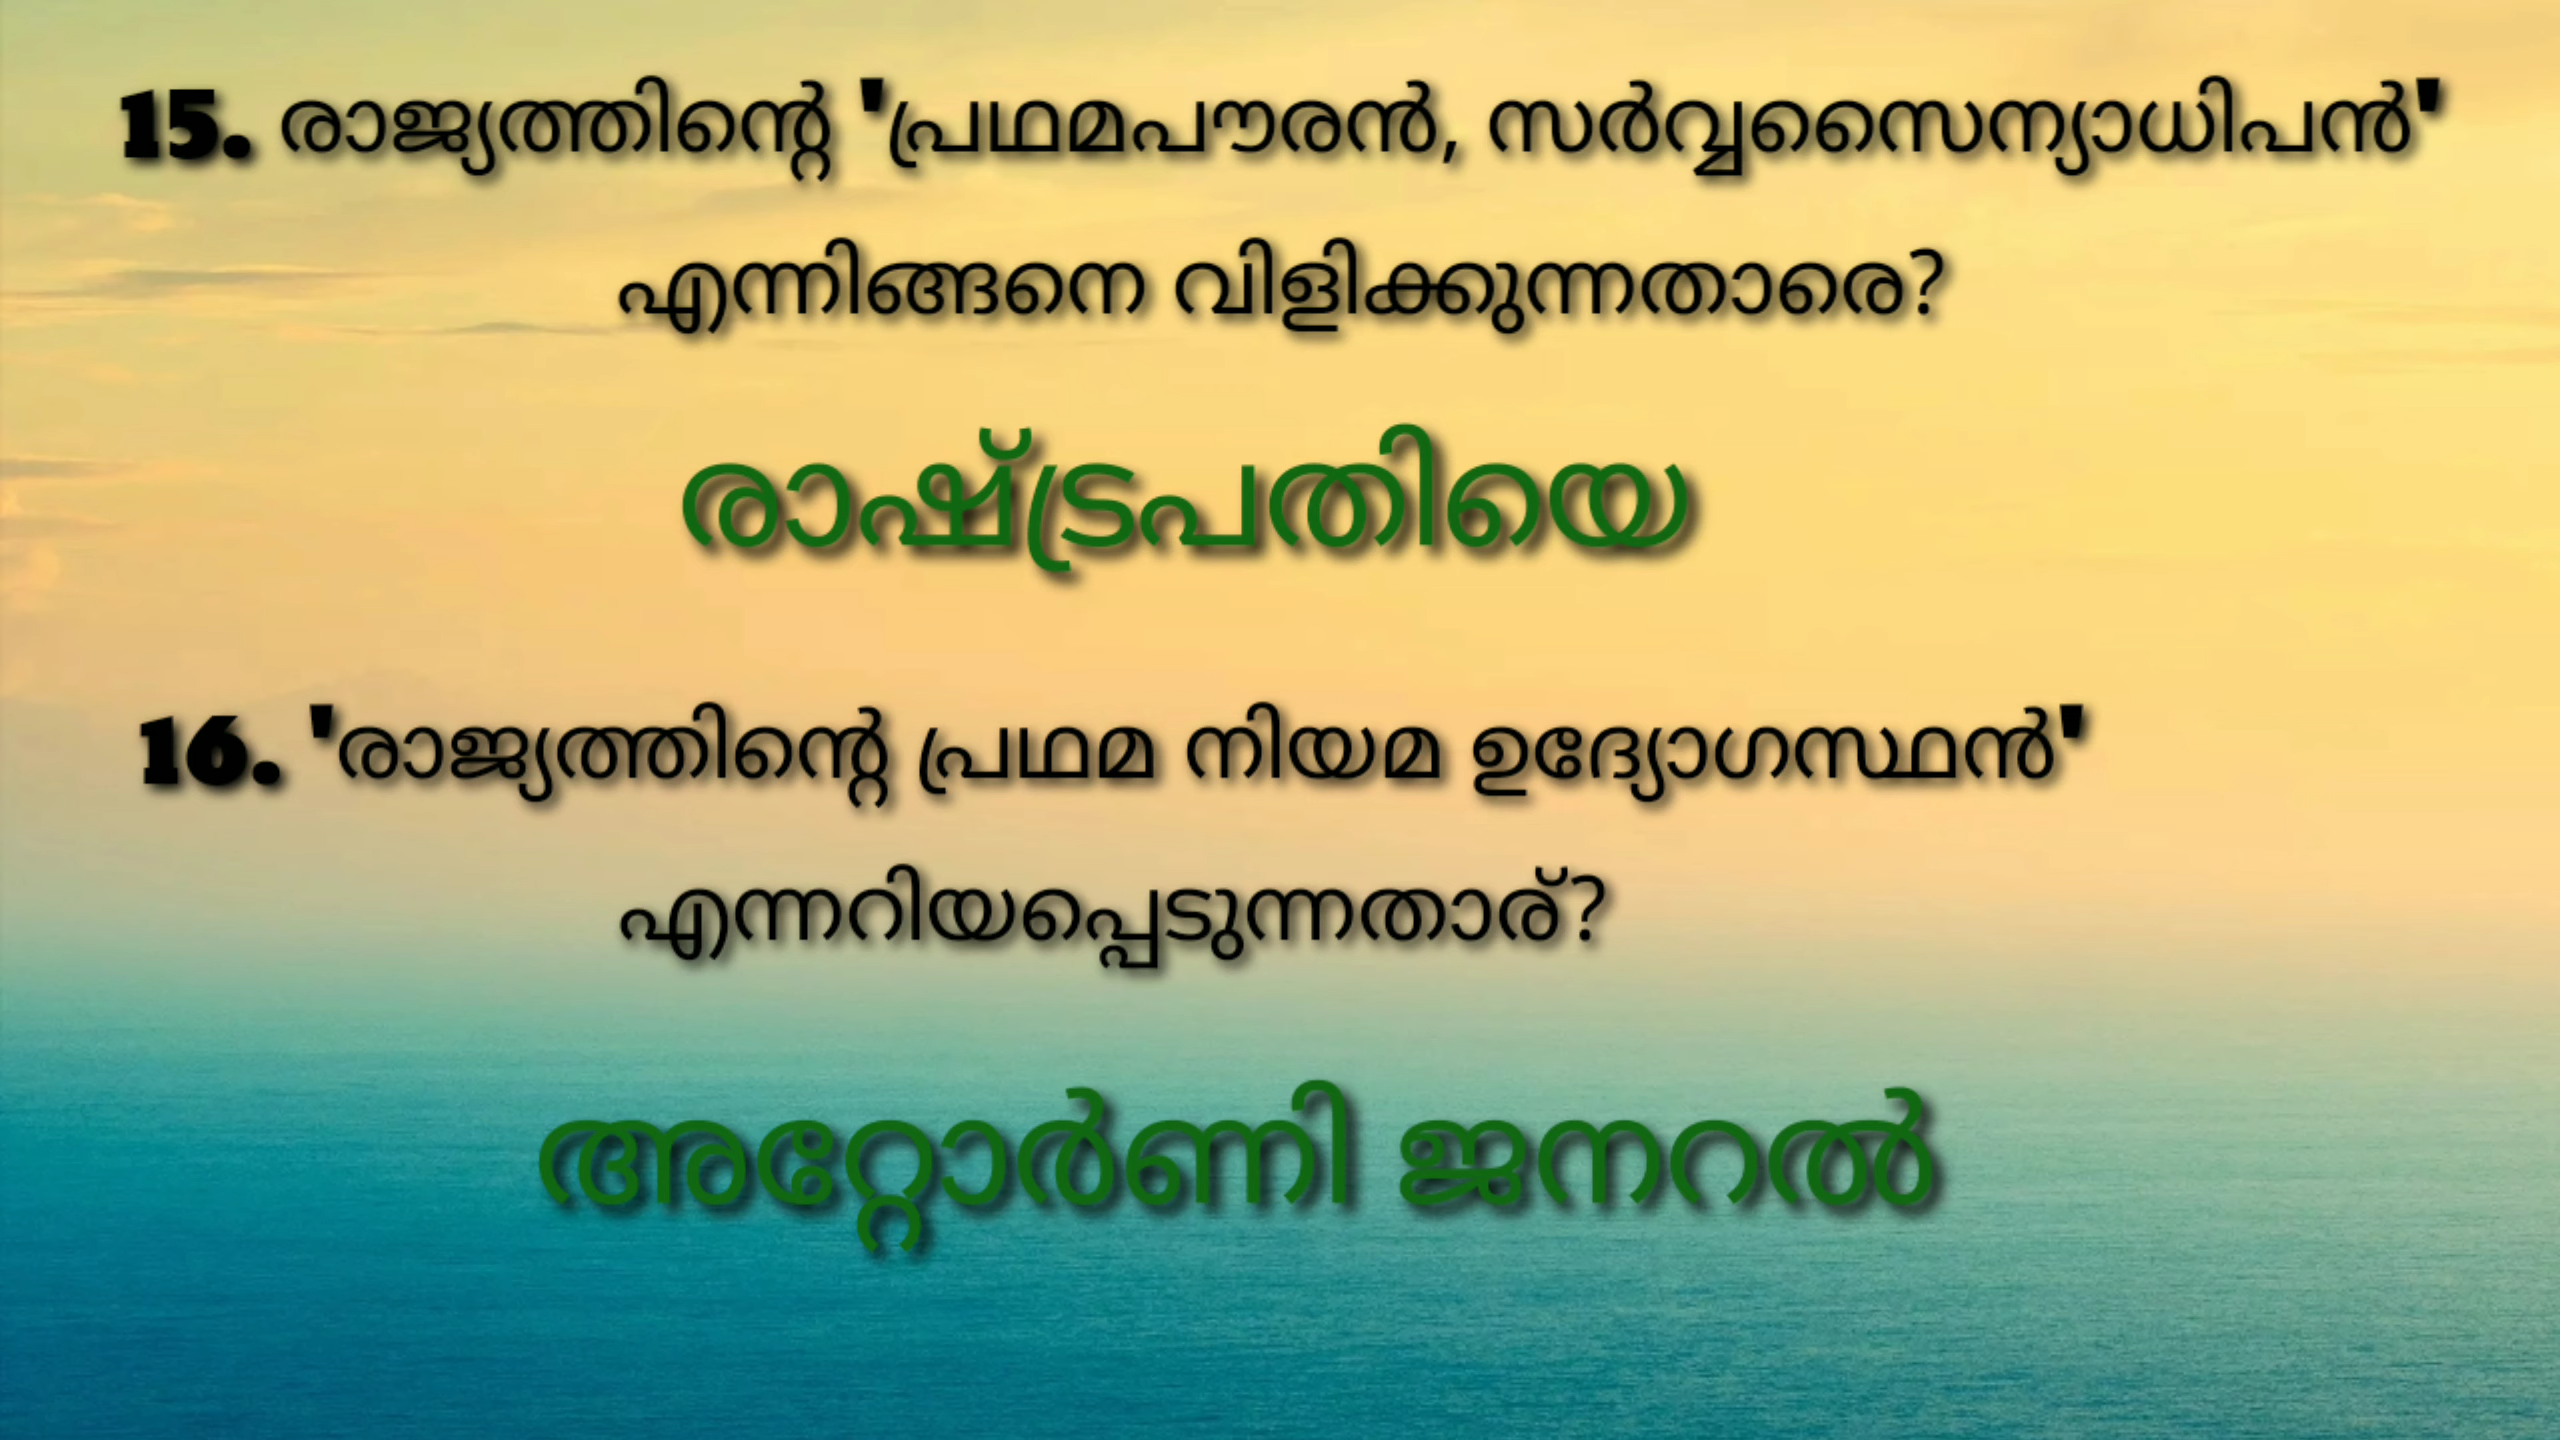 15. രാജ്യത്തിന്റെ 'പ്രഥമപൗരൻ, സർവ്വസൈന്യാധിപൻ'
എന്നിങ്ങനെ വിളിക്കുന്നതാരെ?
രാഷ്ട്രപതിയെ
16. 'രാജ്യത്തിന്റെ പ്രഥമ നിയമ ഉദ്യോഗസ്ഥൻ'
എന്നറിയപ്പെടുന്നതാര്?
അറ്റോർണി ജനറൽ